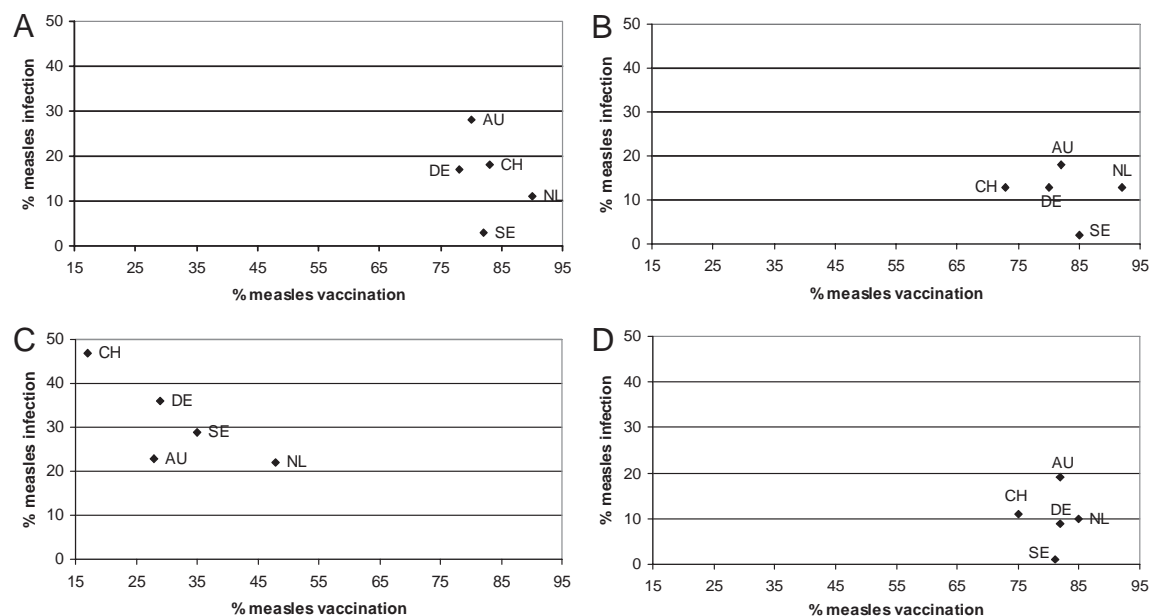 A
% measles infection
50
40
30
20
10
0
AU
DE
CH
NL
SE
15 25 35 45 55 65 75 85 95
% measles vaccination
B
% measles infection
50
40
30
20
10
0
AU
NL
CH
DE
SE
15 25 35 45 55 65 75 85 95
% measles vaccination
C
% measles infection
50
40
30
20
10
0
CH
DE
SE
AU
NL
15 25 35 45 55 65 75 85 95
% measles vaccination
D
% measles infection
50
40
30
20
10
0
AU
CH
DE
NL
SE
15 25 35 45 55 65 75 85 95
% measles vaccination